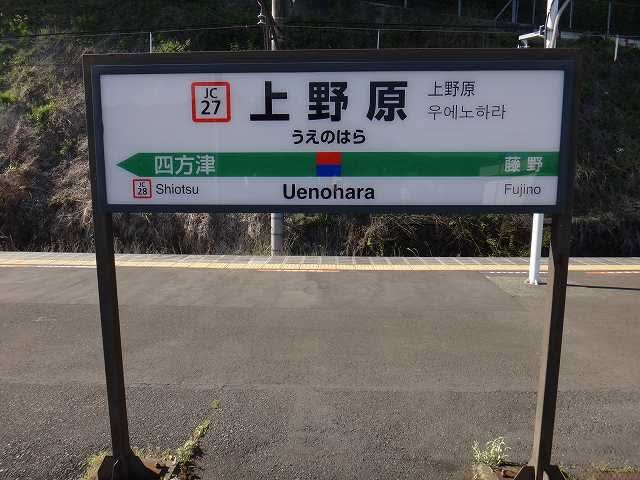 JC
27
上野原
上野原
우에노하라
うえのはら
四方津
藤野
JC
28
Shiotsu
Uenohara
Fujino